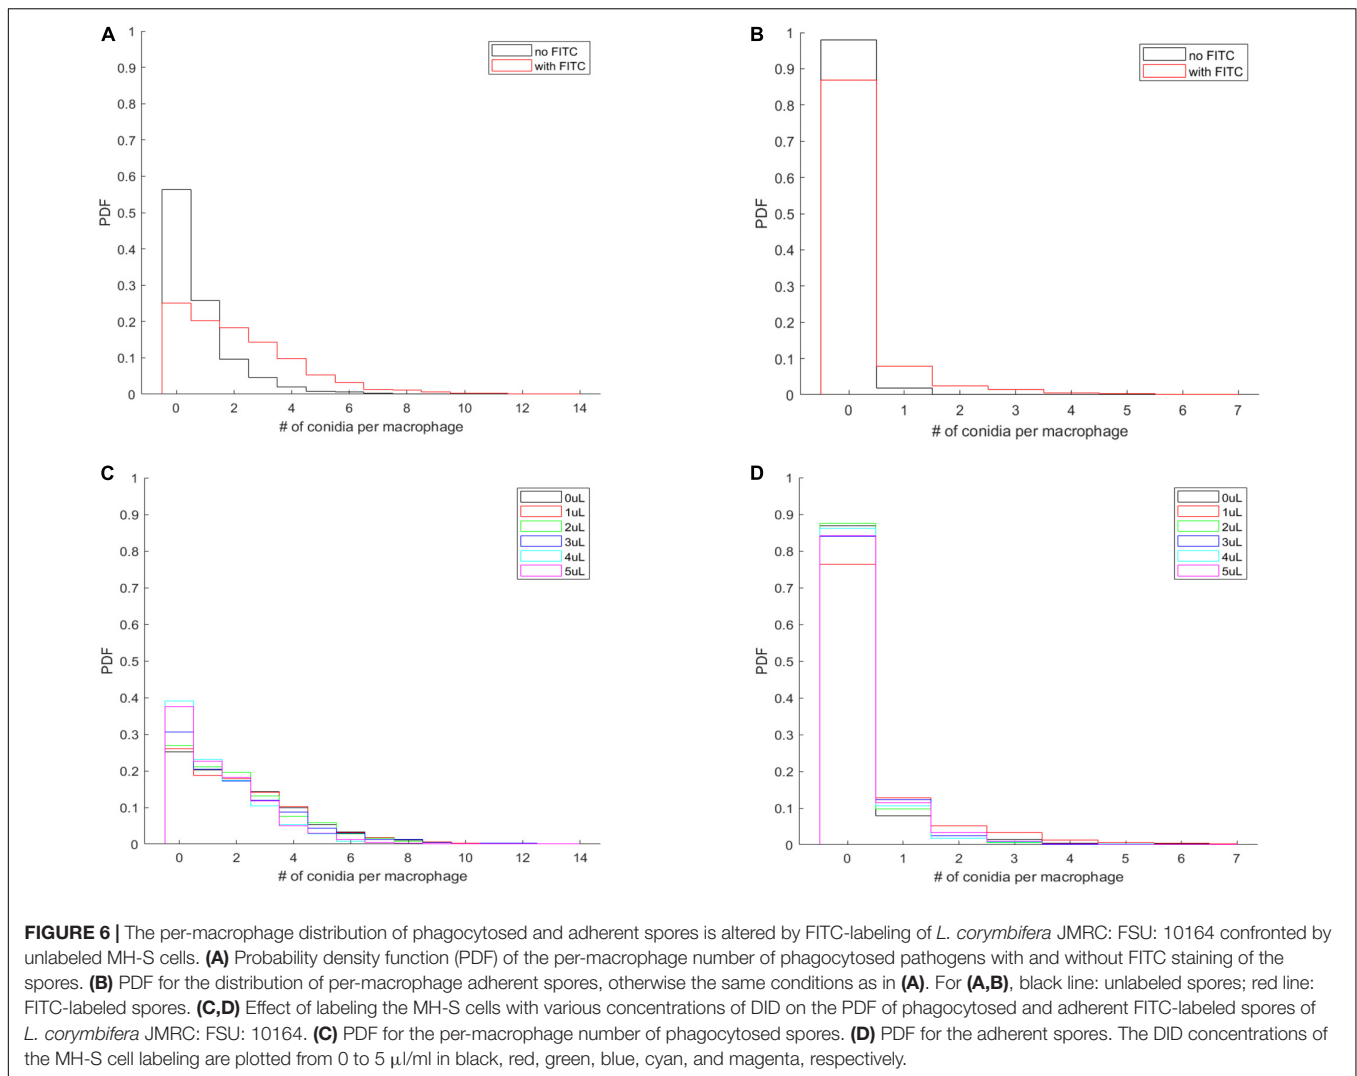 A
1
0.9
0.8
0.7
0.6
0.5
0.4
0.3
0.2
0.1
0
PDF
0 2 4 6 8 10 12 14
# of conidia per macrophage
no FITC
with FITC
B
1
0.9
0.8
0.7
0.6
0.5
0.4
0.3
0.2
0.1
0
PDF
0 1 2 3 4 5 6 7
# of conidia per macrophage
no FITC
with FITC
C
1
0.9
0.8
0.7
0.6
0.5
0.4
0.3
0.2
0.1
0
PDF
0 2 4 6 8 10 12 14
# of conidia per macrophage
0uL
1uL
2uL
3uL
4uL
5uL
D
1
0.9
0.8
0.7
0.6
0.5
0.4
0.3
0.2
0.1
0
PDF
0 1 2 3 4 5 6 7
# of conidia per macrophage
0uL
1uL
2uL
3uL
4uL
5uL
FIGURE 6 | The per-macrophage distribution of phagocytosed and adherent spores is altered by FITC-labeling of L. corymbifera JMRC: FSU: 10164 confronted by
unlabeled MH-S cells. (A) Probability density function (PDF) of the per-macrophage number of phagocytosed pathogens with and without FITC staining of the
spores. (B) PDF for the distribution of per-macrophage adherent spores, otherwise the same conditions as in (A). For (A,B), black line: unlabeled spores; red line:
FITC-labeled spores. (C,D) Effect of labeling the MH-S cells with various concentrations of DID on the PDF of phagocytosed and adherent FITC-labeled spores of
L. corymbifera JMRC: FSU: 10164. (C) PDF for the per-macrophage number of phagocytosed spores. (D) PDF for the adherent spores. The DID concentrations of
the MH-S cell labeling are plotted from 0 to 5 μl/ml in black, red, green, blue, cyan, and magenta, respectively.